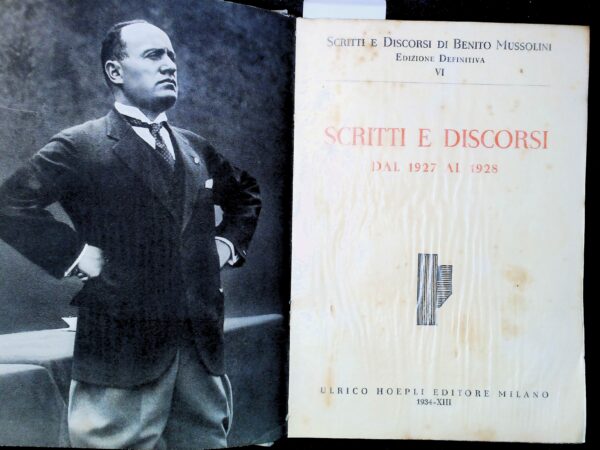 SCRITTI E DISCORSI DI BENITO MUSSOLINI
EDIZIONE DEFINITIVA
VI
SCRITTI E DISCORSI
DAL 1927 AL 1928
ULRICO HOEPLI EDITORE MILANO
1934-XIII